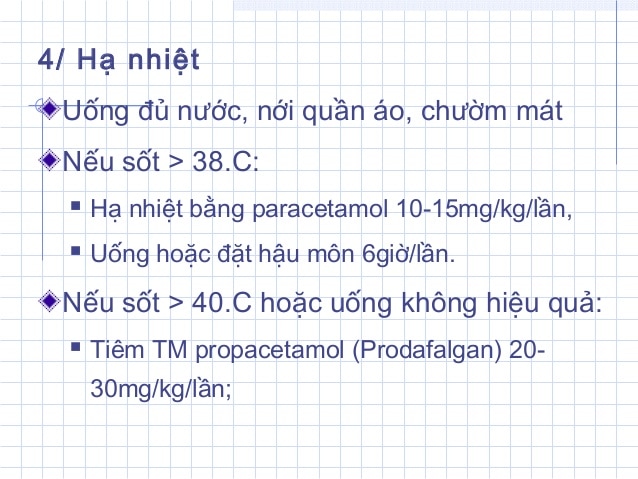 4/ Hạ nhiệt
Uống đủ nước, nới quần áo, chườm mát
Nếu sốt > 38.C:
Hạ nhiệt bằng paracetamol 10-15mg/kg/lần,
Uống hoặc đặt hậu môn 6giờ/lần.
Nếu sốt > 40.C hoặc uống không hiệu quả:
Tiêm TM propacetamol (Prodafalgan) 20-
30mg/kg/lần;